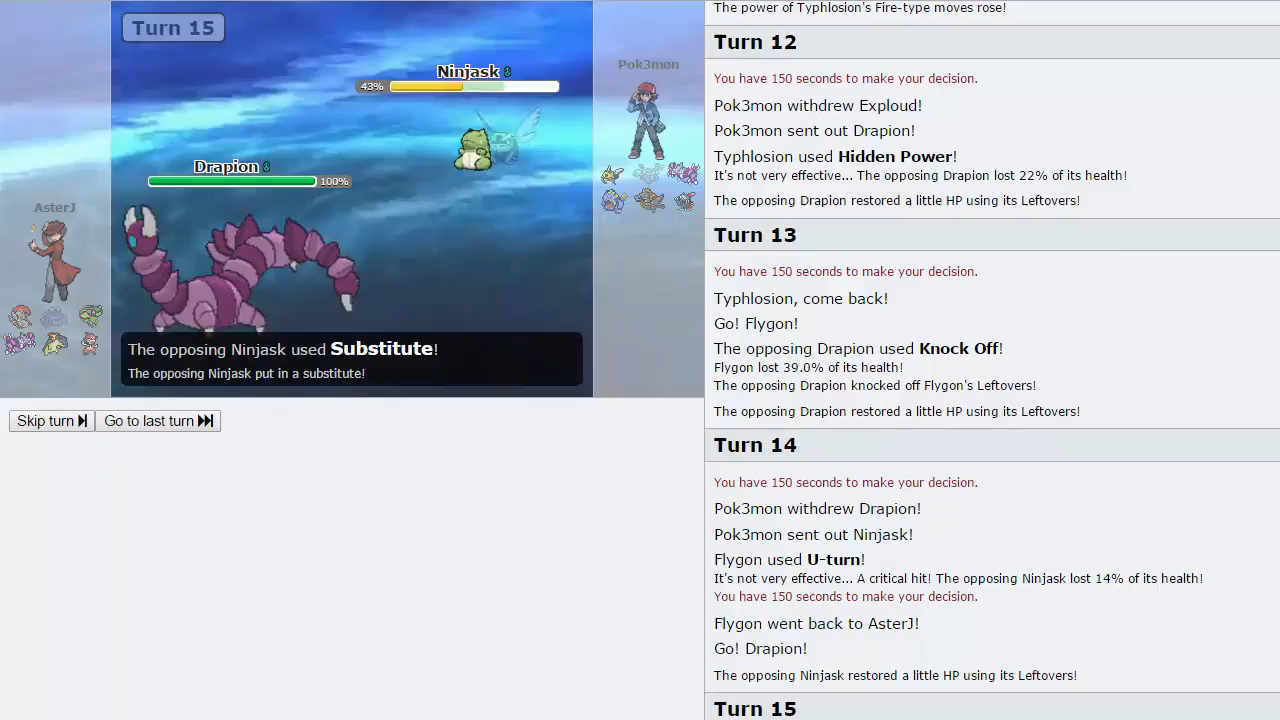 Turn 15
Ninjask
43%
Drapion
100%
AsterJ
Pok3mon
The opposing Ninjask used Substitute!
The opposing Ninjask put in a substitute!
Skip turn
Go to last turn
The power of Typhlosion's Fire-type moves rose!
Turn 12
You have 150 seconds to make your decision.
Pok3mon withdrew Exploud!
Pok3mon sent out Drapion!
Typhlosion used Hidden Power!
It's not very effective... The opposing Drapion lost 22% of its health!
The opposing Drapion restored a little HP using its Leftovers!
Turn 13
You have 150 seconds to make your decision.
Typhlosion, come back!
Go! Flygon!
The opposing Drapion used Knock Off!
Flygon lost 39.0% of its health!
The opposing Drapion knocked off Flygon's Leftovers!
The opposing Drapion restored a little HP using its Leftovers!
Turn 14
You have 150 seconds to make your decision.
Pok3mon withdrew Drapion!
Pok3mon sent out Ninjask!
Flygon used U-turn!
It's not very effective... A critical hit! The opposing Ninjask lost 14% of its health!
You have 150 seconds to make your decision.
Flygon went back to AsterJ!
Go! Drapion!
The opposing Ninjask restored a little HP using its Leftovers!
Turn 15